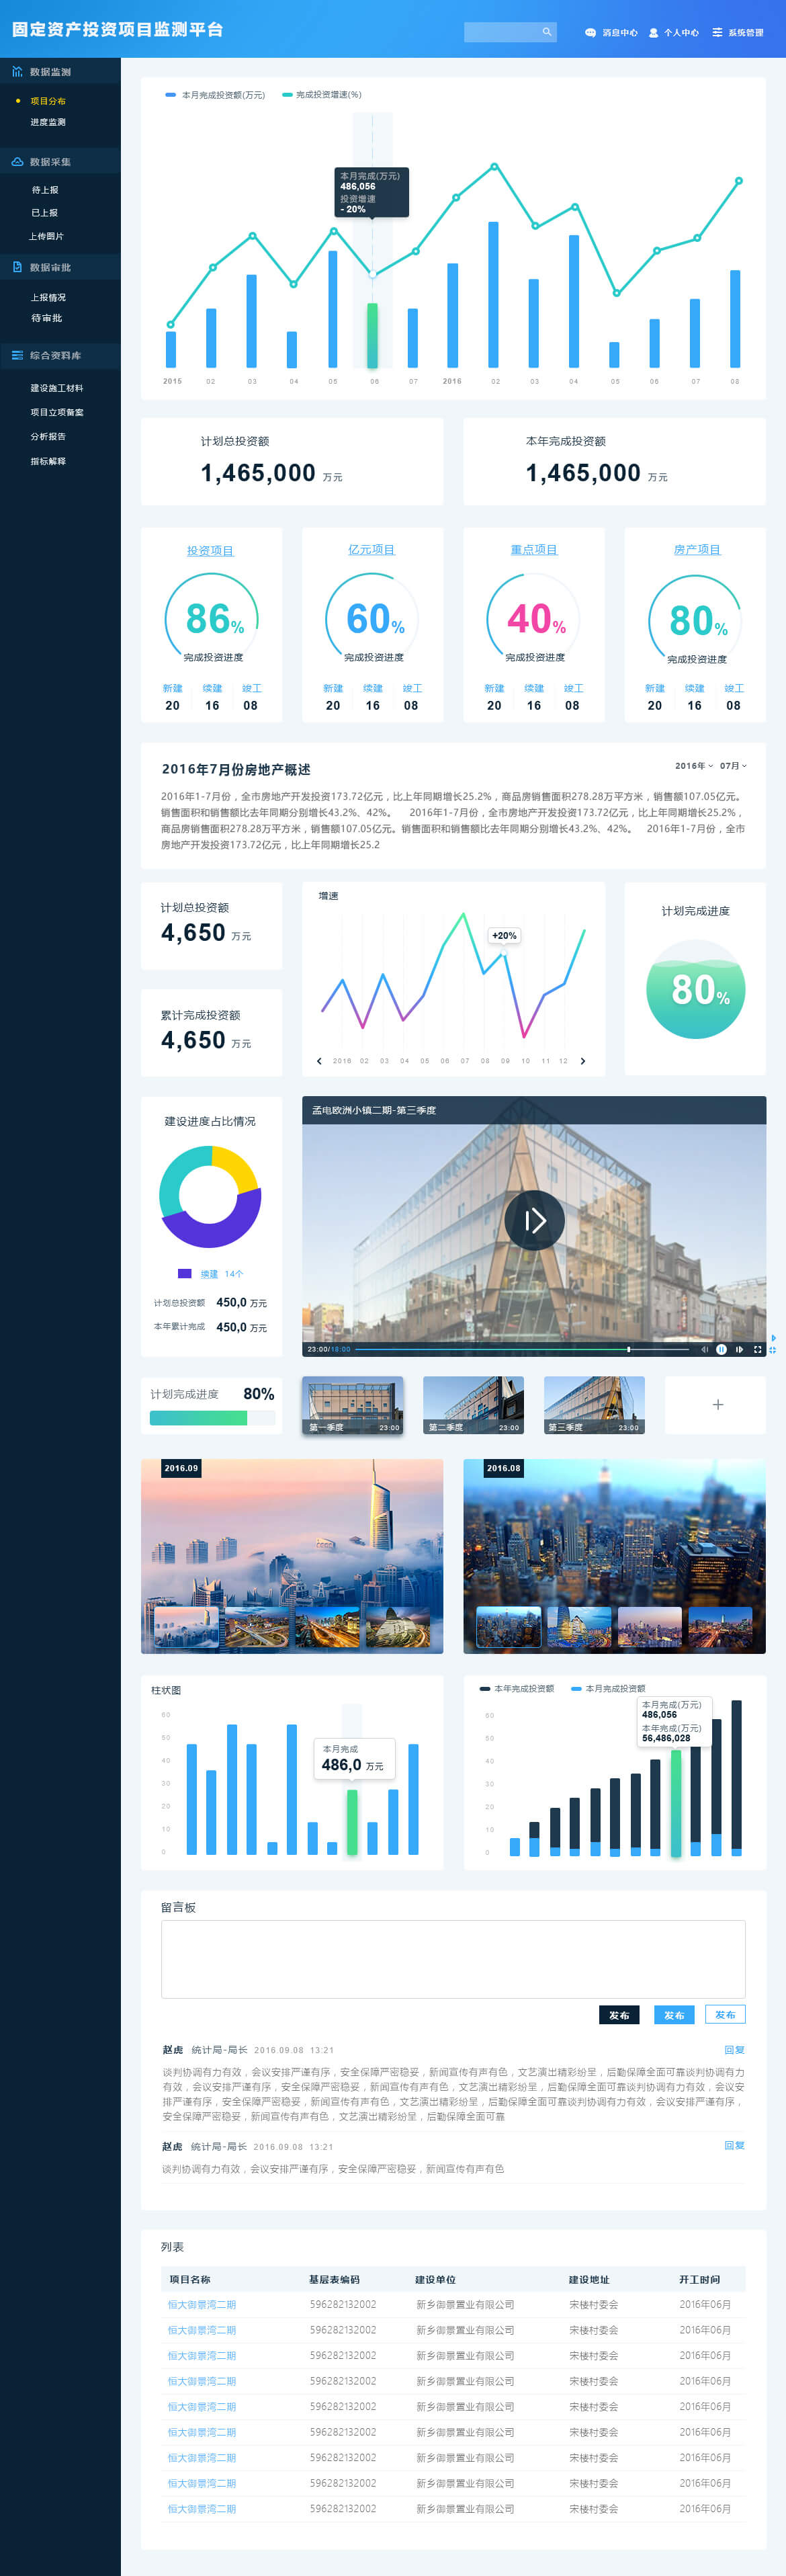 固定资产投资项目监测平台
消息中心 个人中心 系统管理
数据监测
项目分布
进度监测
数据采集
待上报
已上报
上传图片
数据审批
上报情况
待审批
综合资料库
建设施工材料
项目立项备案
分析报告
指标解释
本月完成投资额(万元) 完成投资增速(%)
本月完成(万元)
486,056
投资增速
- 20%
2015 02 03 04 05 06 07 2016 02 03 04 05 06 07 08
计划总投资额
1,465,000 万元
本年完成投资额
1,465,000 万元
投资项目
86%
完成投资进度
新建 续建 竣工
20 16 08
亿元项目
60%
完成投资进度
新建 续建 竣工
20 16 08
重点项目
40%
完成投资进度
新建 续建 竣工
20 16 08
房产项目
80%
完成投资进度
新建 续建 竣工
20 16 08
2016年7月份房地产概述
2016年 07月
2016年1-7月份，全市房地产开发投资173.72亿元，比上年同期增长25.2%，商品房销售面积278.28万平方米，销售额107.05亿元。
销售面积和销售额比去年同期分别增长43.2%、42%。 2016年1-7月份，全市房地产开发投资173.72亿元，比上年同期增长25.2%，
商品房销售面积278.28万平方米，销售额107.05亿元。销售面积和销售额比去年同期分别增长43.2%、42%。 2016年1-7月份，全市
房地产开发投资173.72亿元，比上年同期增长25.2
计划总投资额
4,650 万元
累计完成投资额
4,650 万元
增速
+20%
2016 02 03 04 05 06 07 08 09 10 11 12
计划完成进度
80%
建设进度占比情况
续建 14个
计划总投资额 450,0 万元
本年累计完成 450,0 万元
孟电欧洲小镇二期-第三季度
23:00/18:00
计划完成进度 80%
第一季度 23:00
第二季度 23:00
第三季度 23:00
2016.09
2016.08
柱状图
60
50
40
30
20
10
0
本月完成
486,0 万元
本年完成投资额 本月完成投资额
60
50
40
30
20
10
0
本月完成(万元)
486,056
本年完成(万元)
56,486,028
留言板
发布 发布 发布
赵虎 统计局-局长 2016.09.08 13:21 回复
谈判协调有力有效，会议安排严谨有序，安全保障严密稳妥，新闻宣传有声有色，文艺演出精彩纷呈，后勤保障全面可靠谈判协调有力
有效，会议安排严谨有序，安全保障严密稳妥，新闻宣传有声有色，文艺演出精彩纷呈，后勤保障全面可靠谈判协调有力有效，会议安
排严谨有序，安全保障严密稳妥，新闻宣传有声有色，文艺演出精彩纷呈，后勤保障全面可靠谈判协调有力有效，会议安排严谨有序，
安全保障严密稳妥，新闻宣传有声有色，文艺演出精彩纷呈，后勤保障全面可靠
赵虎 统计局-局长 2016.09.08 13:21 回复
谈判协调有力有效，会议安排严谨有序，安全保障严密稳妥，新闻宣传有声有色
列表
项目名称 基层表编码 建设单位 建设地址 开工时间
恒大御景湾二期 596282132002 新乡御景置业有限公司 宋楼村委会 2016年06月
恒大御景湾二期 596282132002 新乡御景置业有限公司 宋楼村委会 2016年06月
恒大御景湾二期 596282132002 新乡御景置业有限公司 宋楼村委会 2016年06月
恒大御景湾二期 596282132002 新乡御景置业有限公司 宋楼村委会 2016年06月
恒大御景湾二期 596282132002 新乡御景置业有限公司 宋楼村委会 2016年06月
恒大御景湾二期 596282132002 新乡御景置业有限公司 宋楼村委会 2016年06月
恒大御景湾二期 596282132002 新乡御景置业有限公司 宋楼村委会 2016年06月
恒大御景湾二期 596282132002 新乡御景置业有限公司 宋楼村委会 2016年06月
恒大御景湾二期 596282132002 新乡御景置业有限公司 宋楼村委会 2016年06月